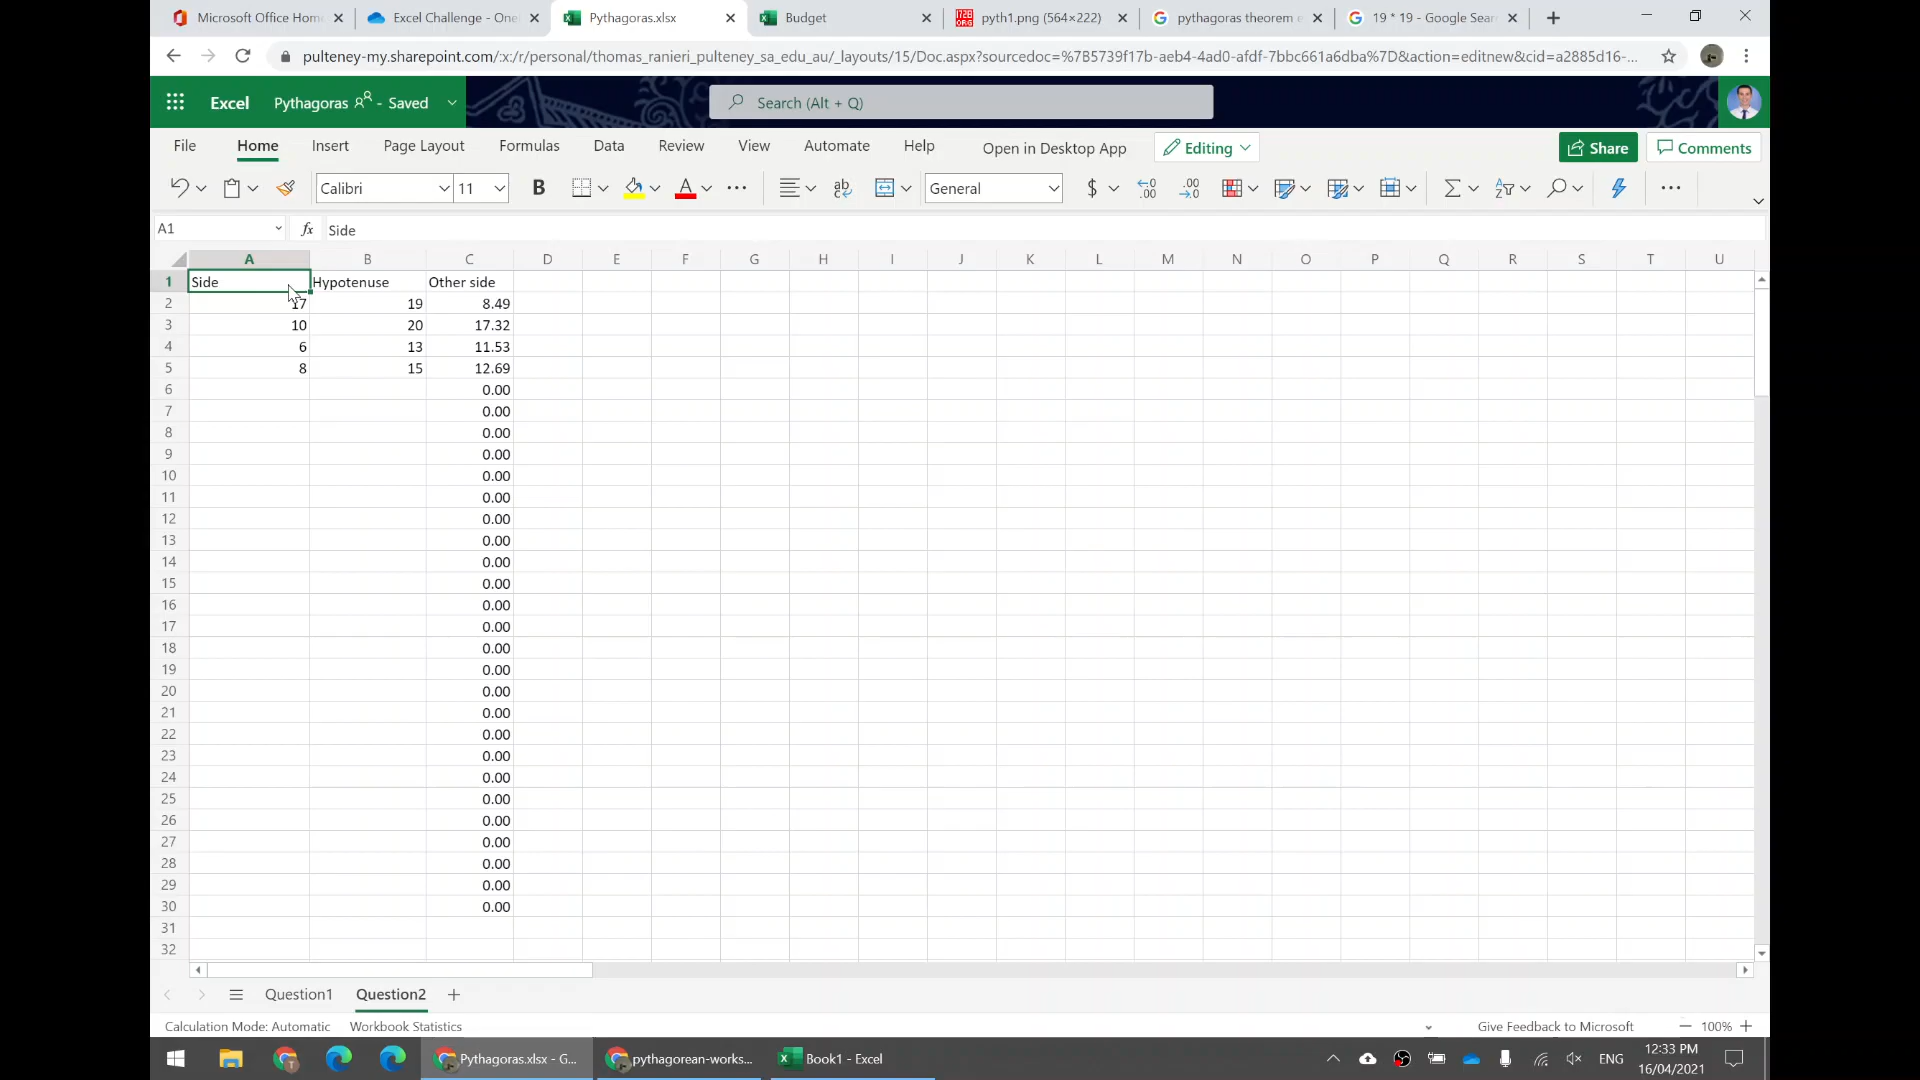 Microsoft Office Hom
Excel Challenge - One
Pythagoras.xlsx
Budget
pyth1.png (564×222)
pythagoras theorem e
19 * 19 - Google Sear
pulteney-my.sharepoint.com/:x:/r/personal/thomas_ranieri_pulteney_sa_edu_au/_layouts/15/Doc.aspx?sourcedoc=%7B5739f17b-aeb4-4ad0-afdf-7bbc661a6dba%7D&action=editnew&cid=a2885d16-...
Excel Pythagoras - Saved
Search (Alt + Q)
File Home Insert Page Layout Formulas Data Review View Automate Help Open in Desktop App Editing Share Comments
Calibri 11 B A ... ab General $ .00 .00 ...
A1 fx Side
A B C D E F G H I J K L M N O P Q R S T U
1 Side Hypotenuse Other side
2 17 19 8.49
3 10 20 17.32
4 6 13 11.53
5 8 15 12.69
6 0.00
7 0.00
8 0.00
9 0.00
10 0.00
11 0.00
12 0.00
13 0.00
14 0.00
15 0.00
16 0.00
17 0.00
18 0.00
19 0.00
20 0.00
21 0.00
22 0.00
23 0.00
24 0.00
25 0.00
26 0.00
27 0.00
28 0.00
29 0.00
30 0.00
31
32
Question1 Question2
Calculation Mode: Automatic Workbook Statistics Give Feedback to Microsoft 100%
Pythagoras.xlsx - G... pythagorean-works... Book1 - Excel ENG 12:33 PM
16/04/2021